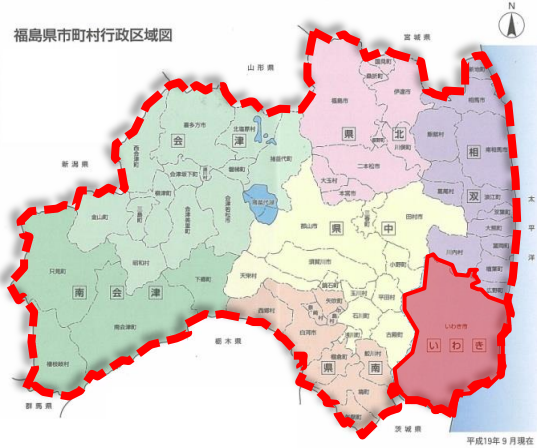 N
福島県市町村行政区域図
宮城県
山形県
新潟県
栃木県
群馬県
茨城県
太平洋
国見町
桑折町
伊達市
福島市
川俣町
二本松市
大玉村
本宮市
県北
新地町
相馬市
飯舘村
南相馬市
葛尾村
浪江町
双葉町
大熊町
富岡町
川内村
楢葉町
広野町
相双
喜多方市
北塩原村
西会津町
会津坂下町
湯川村
磐梯町
猪苗代町
猪苗代湖
柳津町
三島町
金山町
会津美里町
会津若松市
昭和村
会津
只見町
下郷町
南会津町
檜枝岐村
南会津
郡山市
三春町
田村市
小野町
須賀川市
天栄村
鏡石町
玉川村
平田村
石川町
浅川町
古殿町
県中
西郷村
白河市
矢吹町
泉崎村
中島村
棚倉町
鮫川村
塙町
矢祭町
県南
いわき市
いわき
平成19年9月現在